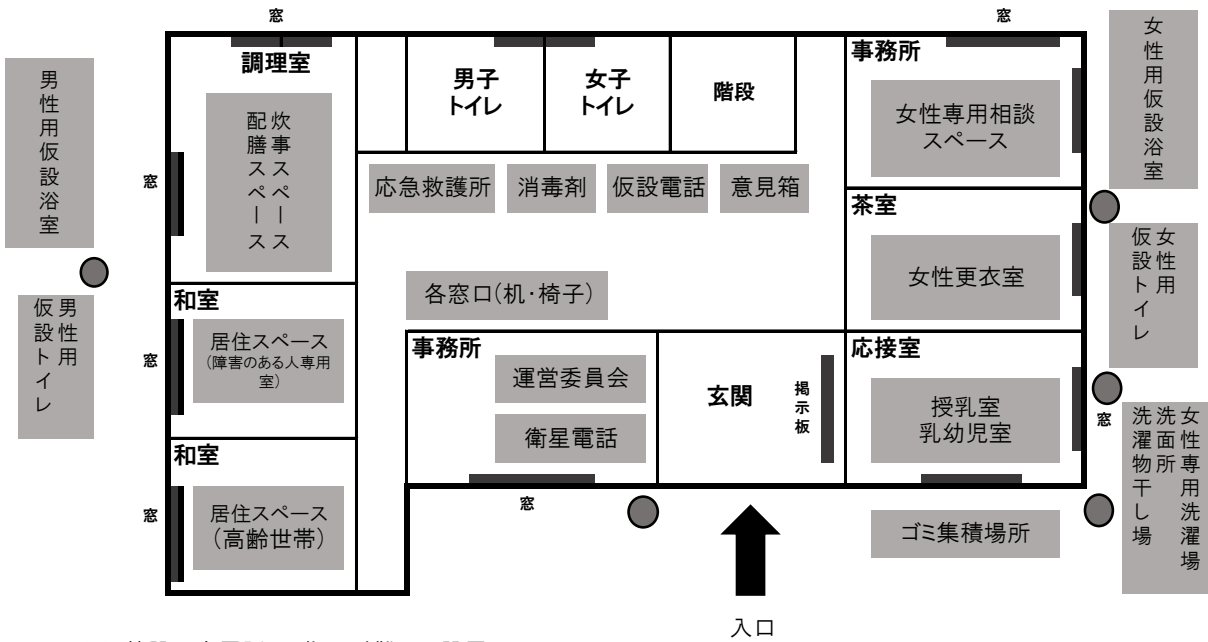 窓
窓
男性用仮設浴室
調理室
炊事スペース
配膳スペース
男子
トイレ
女子
トイレ
階段
事務所
女性専用相談
スペース
女性用仮設浴室
窓
応急救護所
消毒剤
仮設電話
意見箱
茶室
女性更衣室
女性用
仮設トイレ
男性用
仮設トイレ
和室
居住スペース
(障害のある人専用
室)
窓
各窓口(机・椅子)
事務所
運営委員会
衛星電話
玄関
掲示板
応接室
授乳室
乳幼児室
窓
女性専用洗濯場
洗面所
洗濯物干し場
和室
居住スペース
(高齢世帯)
窓
窓
ゴミ集積場所
入口